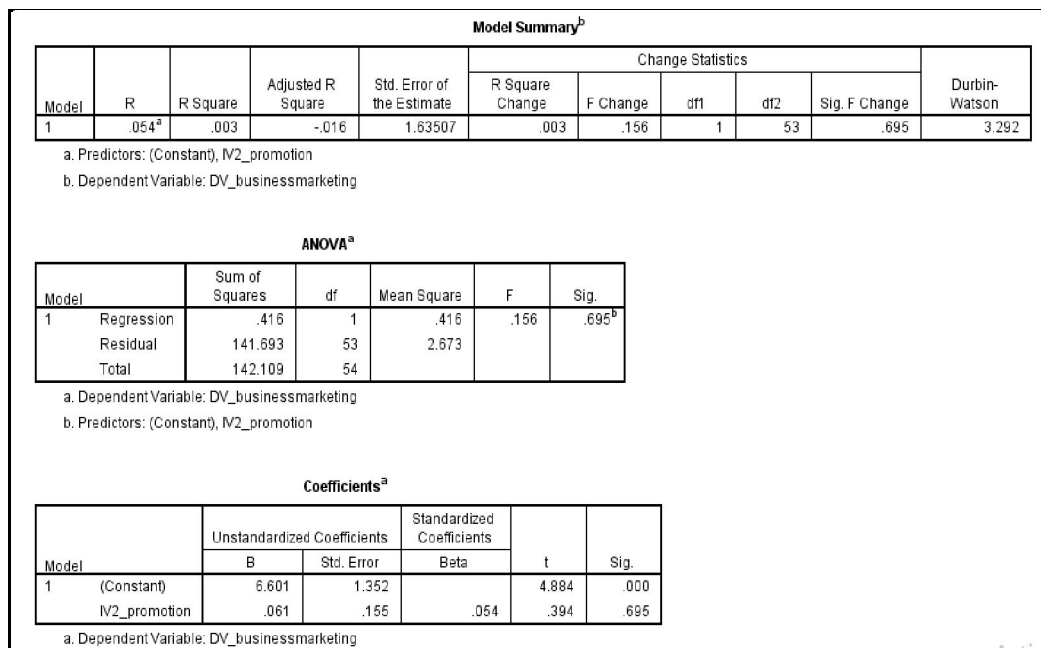 Model Summaryb
Change Statistics
Model R R Square Adjusted R Square Std. Error of the Estimate R Square Change F Change df1 df2 Sig. F Change Durbin-Watson
1 .054a .003 -.016 1.63507 .003 .156 1 53 .695 3.292
a. Predictors: (Constant), IV2_promotion
b. Dependent Variable: DV_businessmarketing
ANOVAa
Model Sum of Squares df Mean Square F Sig.
1 Regression .416 1 .416 .156 .695b
Residual 141.693 53 2.673
Total 142.109 54
a. Dependent Variable: DV_businessmarketing
b. Predictors: (Constant), IV2_promotion
Coefficientsa
Unstandardized Coefficients Standardized Coefficients
Model B Std. Error Beta t Sig.
1 (Constant) 6.601 1.352 4.884 .000
IV2_promotion .061 .155 .054 .394 .695
a. Dependent Variable: DV_businessmarketing